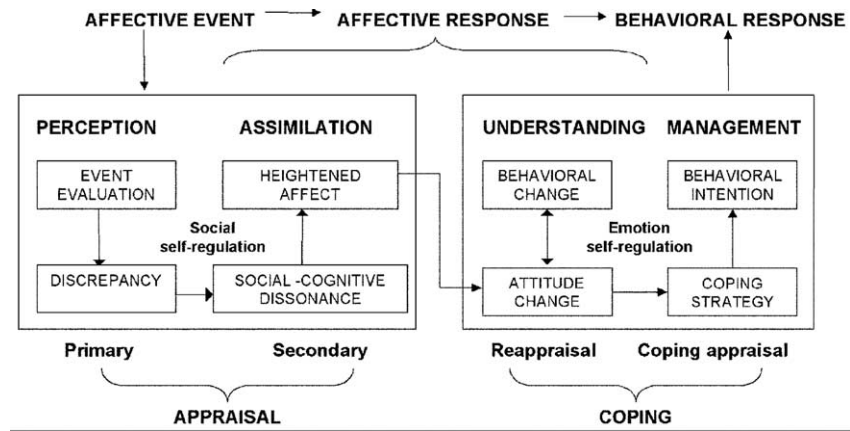 AFFECTIVE EVENT AFFECTIVE RESPONSE BEHAVIORAL RESPONSE
PERCEPTION ASSIMILATION UNDERSTANDING MANAGEMENT
EVENT
EVALUATION
HEIGHTENED
AFFECT
BEHAVIORAL
CHANGE
BEHAVIORAL
INTENTION
Social
self-regulation
Emotion
self-regulation
DISCREPANCY
SOCIAL -COGNITIVE
DISSONANCE
ATTITUDE
CHANGE
COPING
STRATEGY
Primary Secondary Reappraisal Coping appraisal
APPRAISAL COPING